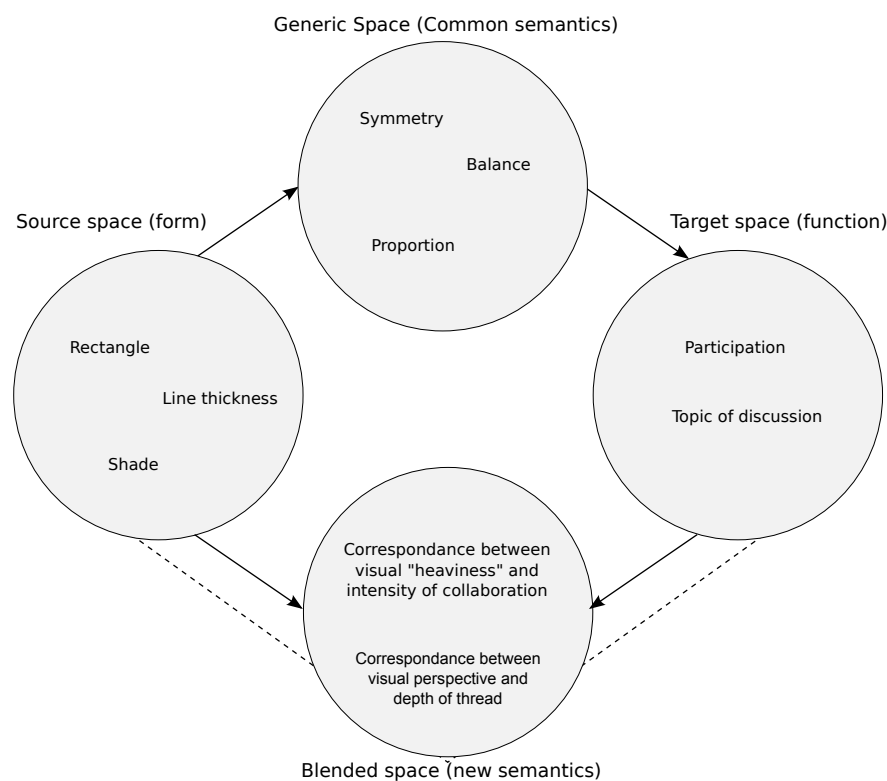 Generic Space (Common semantics)
Symmetry
Balance
Proportion
Source space (form)
Rectangle
Line thickness
Shade
Target space (function)
Participation
Topic of discussion
Correspondance between
visual "heaviness" and
intensity of collaboration
Correspondance between
visual perspective and
depth of thread
Blended space (new semantics)